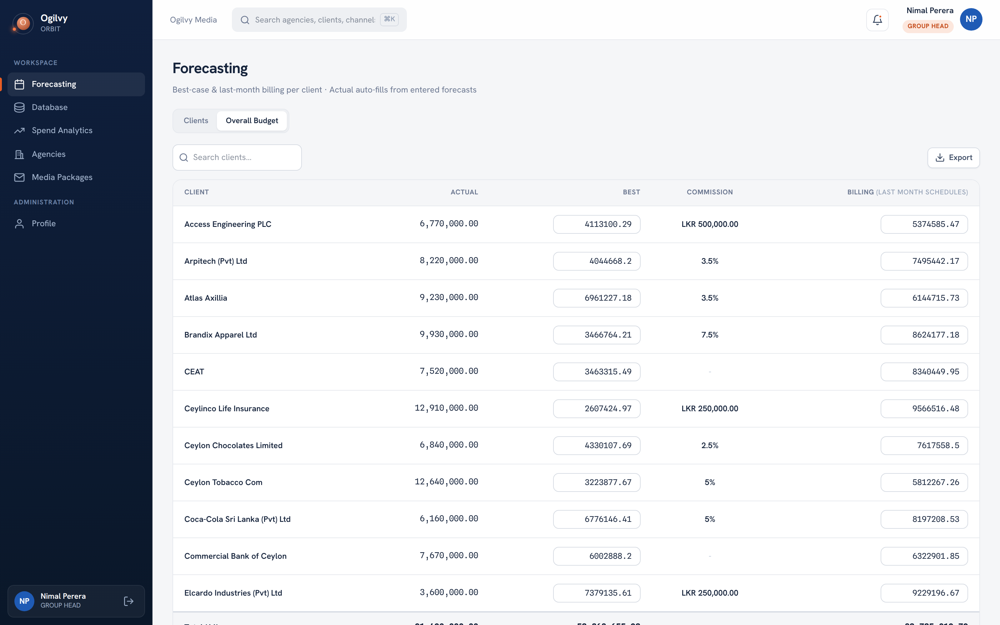 O
Ogilvy
ORBIT
WORKSPACE
Forecasting
Database
Spend Analytics
Agencies
Media Packages
ADMINISTRATION
Profile
NP
Nimal Perera
GROUP HEAD
Ogilvy Media
Search agencies, clients, channel
⌘K
Nimal Perera
GROUP HEAD
NP
Forecasting
Best-case & last-month billing per client · Actual auto-fills from entered forecasts
Clients Overall Budget
Search clients...
Export
CLIENT ACTUAL BEST COMMISSION BILLING (LAST MONTH SCHEDULES)
Access Engineering PLC 6,770,000.00 4113100.29 LKR 500,000.00 5374585.47
Arpitech (Pvt) Ltd 8,220,000.00 4044668.2 3.5% 7495442.17
Atlas Axillia 9,230,000.00 6961227.18 3.5% 6144715.73
Brandix Apparel Ltd 9,930,000.00 3466764.21 7.5% 8624177.18
CEAT 7,520,000.00 3463315.49 - 8340449.95
Ceylinco Life Insurance 12,910,000.00 2607424.97 LKR 250,000.00 9566516.48
Ceylon Chocolates Limited 6,840,000.00 4330107.69 2.5% 7617558.5
Ceylon Tobacco Com 12,640,000.00 3223877.67 5% 5812267.26
Coca-Cola Sri Lanka (Pvt) Ltd 6,160,000.00 6776146.41 5% 8197208.53
Commercial Bank of Ceylon 7,670,000.00 6002888.2 - 6322901.85
Elcardo Industries (Pvt) Ltd 3,600,000.00 7379135.61 LKR 250,000.00 9229196.67